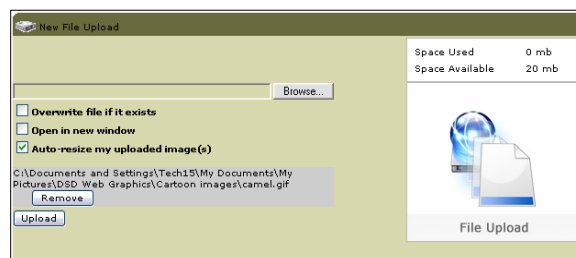 New File Upload
Space Used 0 mb
Space Available 20 mb
Browse...
Overwrite file if it exists
Open in new window
Auto-resize my uploaded image(s)
C:\Documents and Settings\Tech15\My Documents\My
Pictures\DSD Web Graphics\Cartoon images\camel.gif
Remove
Upload
File Upload